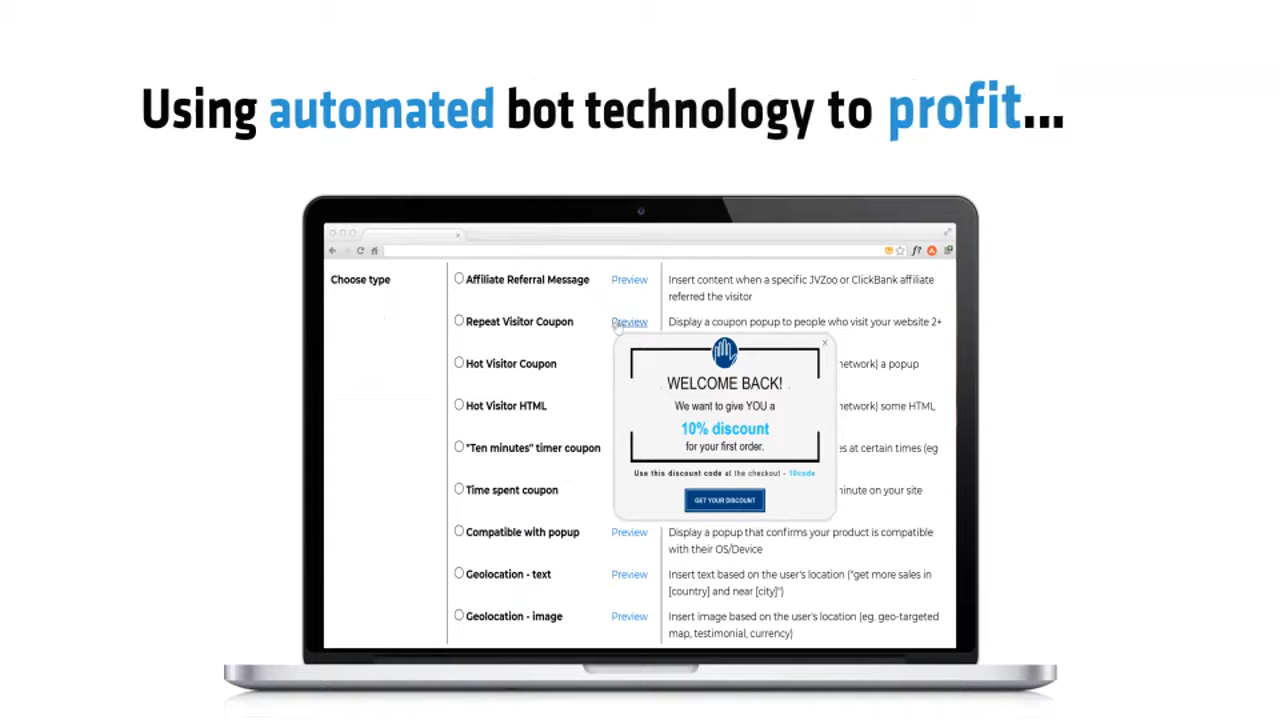 Using automated bot technology to profit...
Choose type
Affiliate Referral Message Preview Insert content when a specific JVZoo or ClickBank affiliate
referred the visitor
Repeat Visitor Coupon Preview Display a coupon popup to people who visit your website 2+
Hot Visitor Coupon network) a popup
Hot Visitor HTML network) some HTML
"Ten minutes" timer coupon es at certain times (eg
Time spent coupon minute on your site
WELCOME BACK!
We want to give YOU a
10% discount
for your first order.
Use this discount code at the checkout - 10code
GET YOUR DISCOUNT
Compatible with popup Preview Display a popup that confirms your product is compatible
with their OS/Device
Geolocation - text Preview Insert text based on the user's location ("get more sales in
[country] and near [city]")
Geolocation - image Preview Insert image based on the user's location (eg. geo-targeted
map, testimonial, currency)